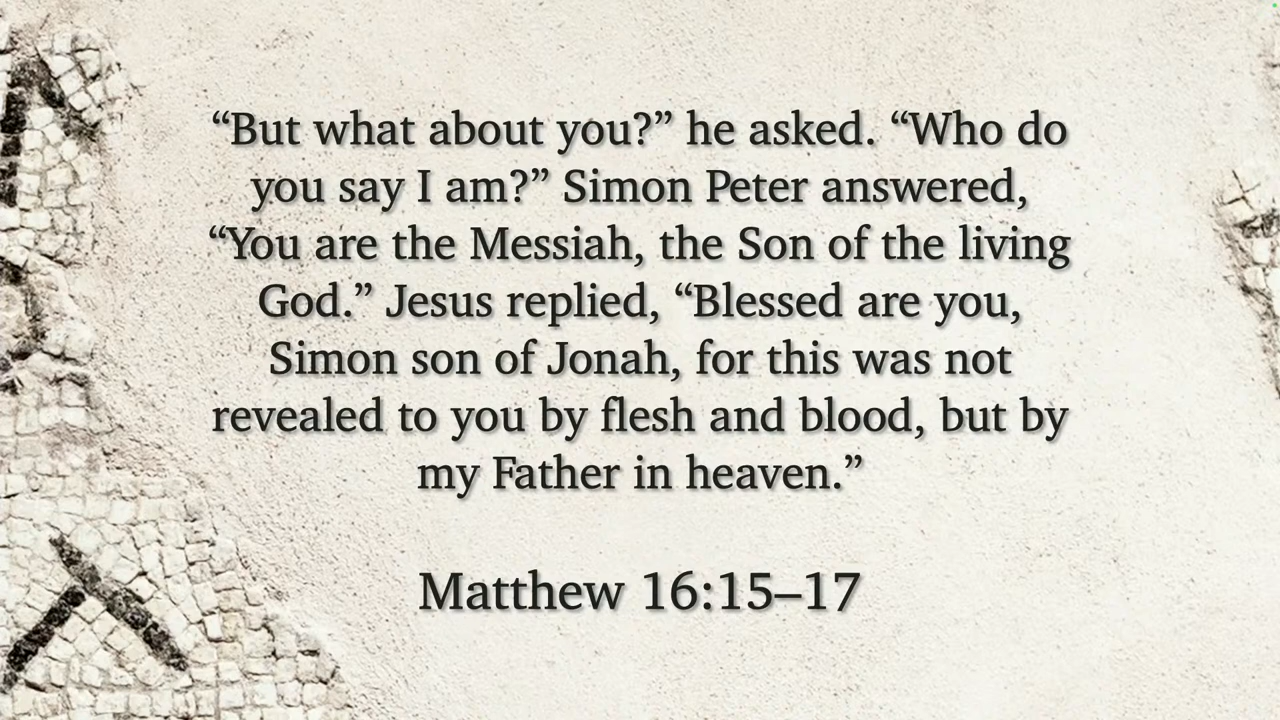 “But what about you?” he asked. “Who do
you say I am?” Simon Peter answered,
“You are the Messiah, the Son of the living
God.” Jesus replied, “Blessed are you,
Simon son of Jonah, for this was not
revealed to you by flesh and blood, but by
my Father in heaven.”
Matthew 16:15–17